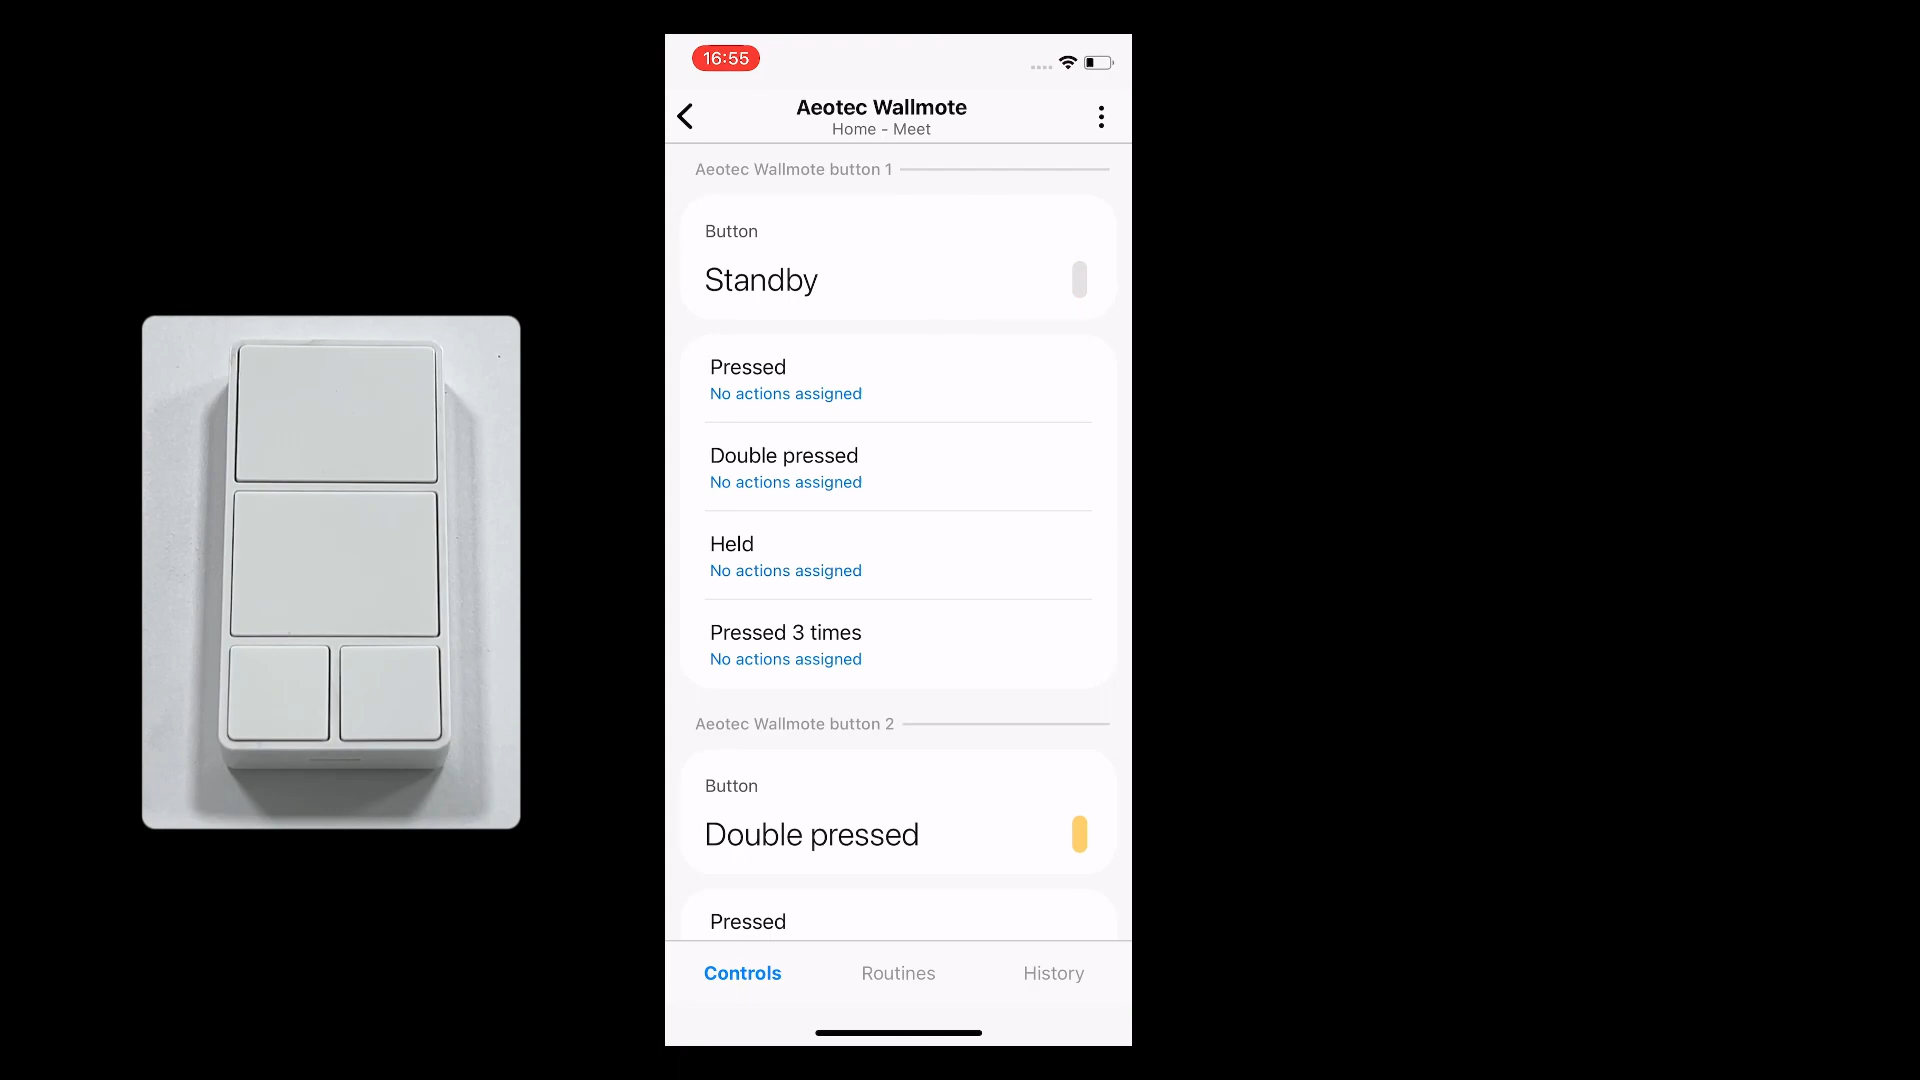 16:55
Aeotec Wallmote
Home - Meet
Aeotec Wallmote button 1
Button
Standby
Pressed
No actions assigned
Double pressed
No actions assigned
Held
No actions assigned
Pressed 3 times
No actions assigned
Aeotec Wallmote button 2
Button
Double pressed
Pressed
Controls Routines History